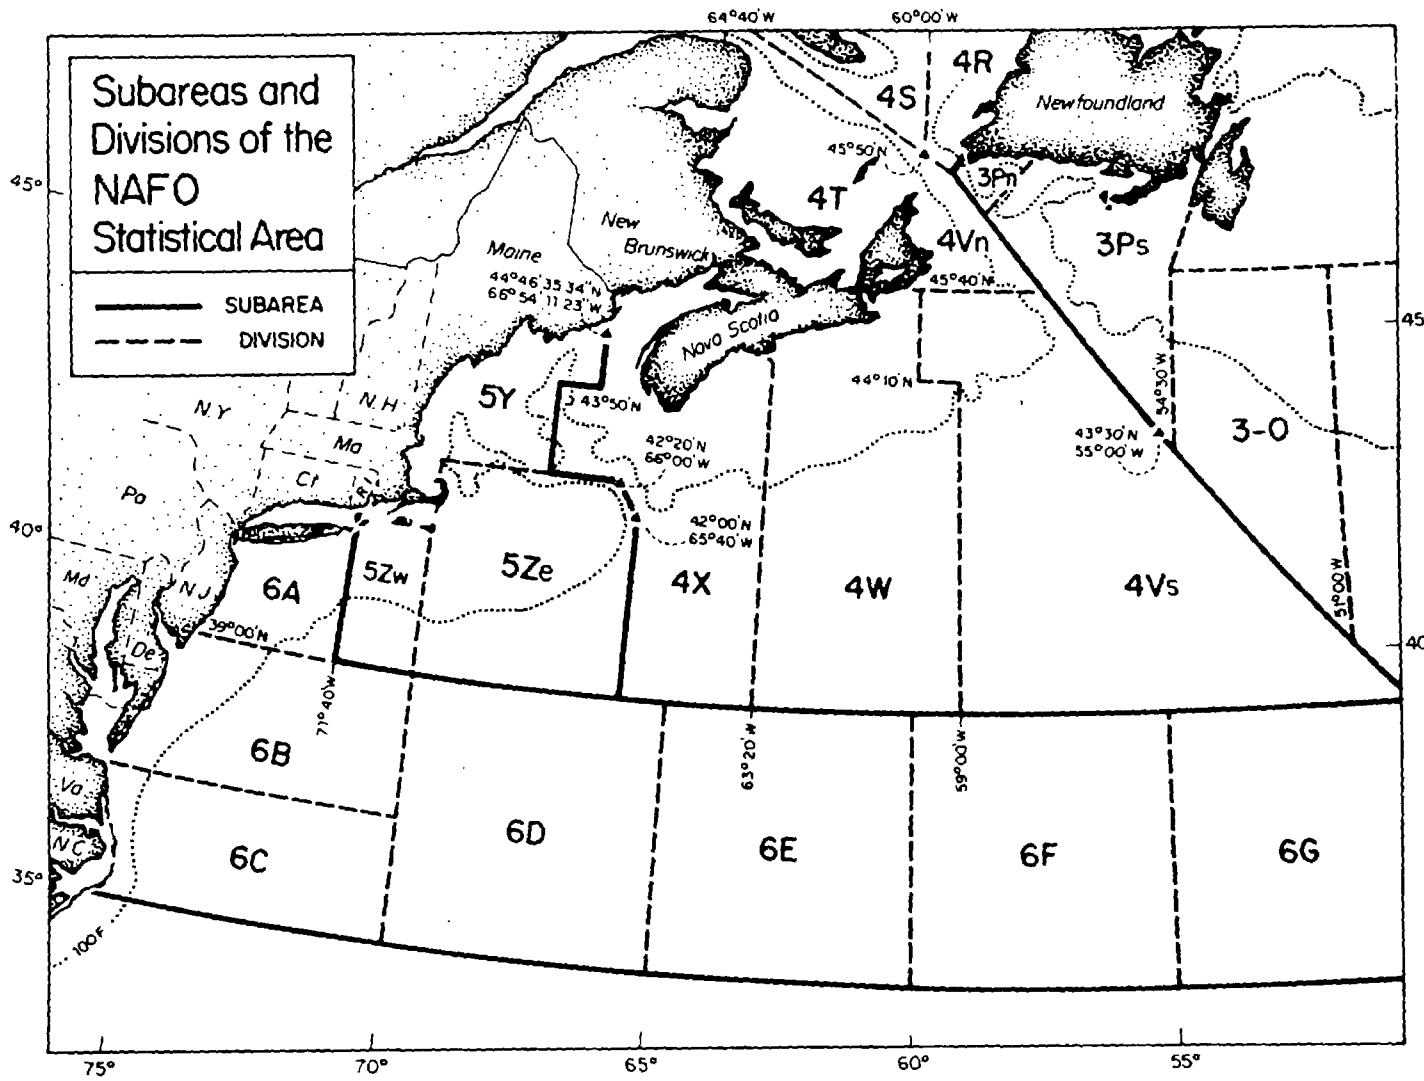 64°40'W 60°00'W
Subareas and
Divisions of the
NAFO
Statistical Area
SUBAREA
DIVISION
4R
4S
Newfoundland
45°50'N
3Pn
45°
4T
New
Brunswick
4Vn
3Ps
Maine
44°46'35 34"N
66°54'11 23"W
45°40'N
Nova Scotia
45°
44°10'N
54°30'W
5Y
43°50'N
N.Y
N.H
Ma
42°20'N
66°00'W
43°30'N
55°00'W
3-O
Ct
RI
Pa
40°
42°00'N
65°40'W
Md
N J
6A
5Zw
5Ze
4X
4W
4Vs
51°00'W
39°00'N
De
40
71°40'W
6B
63°20'W
59°00'W
Va
NC
6C
6D
6E
6F
6G
35°
100F
75° 70° 65° 60° 55°